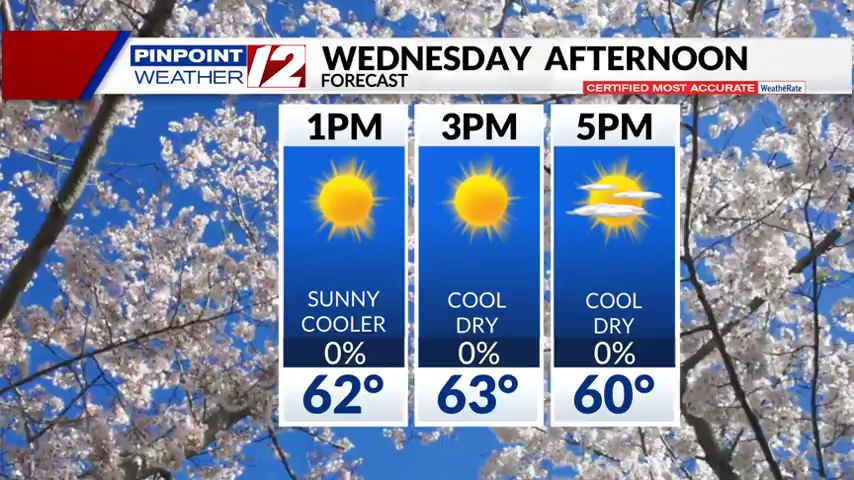 PINPOINT
WEATHER 12
WEDNESDAY AFTERNOON
FORECAST
CERTIFIED MOST ACCURATE WeatheRate
1PM
SUNNY
COOLER
0%
62°
3PM
COOL
DRY
0%
63°
5PM
COOL
DRY
0%
60°